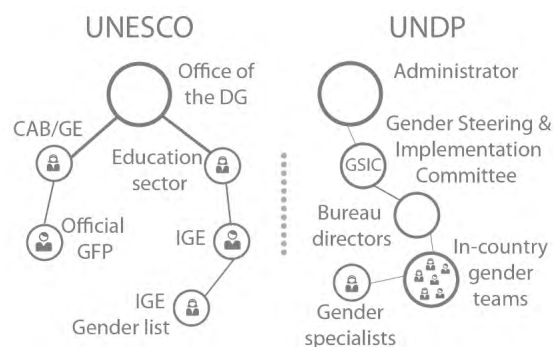 UNESCO
Office of
the DG
CAB/GE
Education
sector
Official
GFP
IGE
IGE
Gender list
UNDP
Administrator
Gender Steering &
Implementation
Committee
GSIC
Bureau
directors
In-country
gender
teams
Gender
specialists